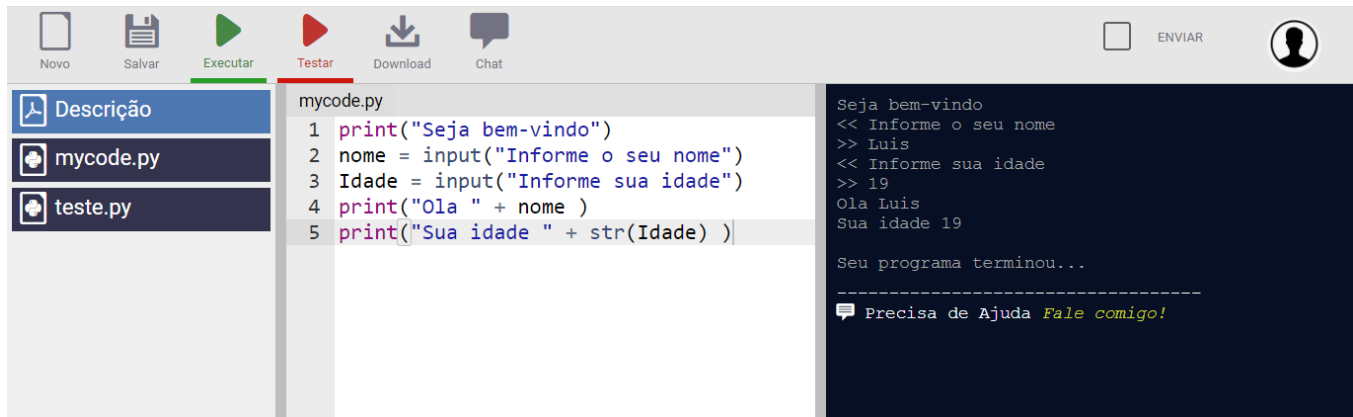 Novo Salvar Executar Testar Download Chat ENVIAR
Descrição
mycode.py
teste.py
mycode.py
1 print("Seja bem-vindo")
2 nome = input("Informe o seu nome")
3 Idade = input("Informe sua idade")
4 print("Ola " + nome )
5 print("Sua idade " + str(Idade) )
Seja bem-vindo
<< Informe o seu nome
>> Luis
<< Informe sua idade
>> 19
Ola Luis
Sua idade 19
Seu programa terminou...
-----------------------------------
Precisa de Ajuda Fale comigo!